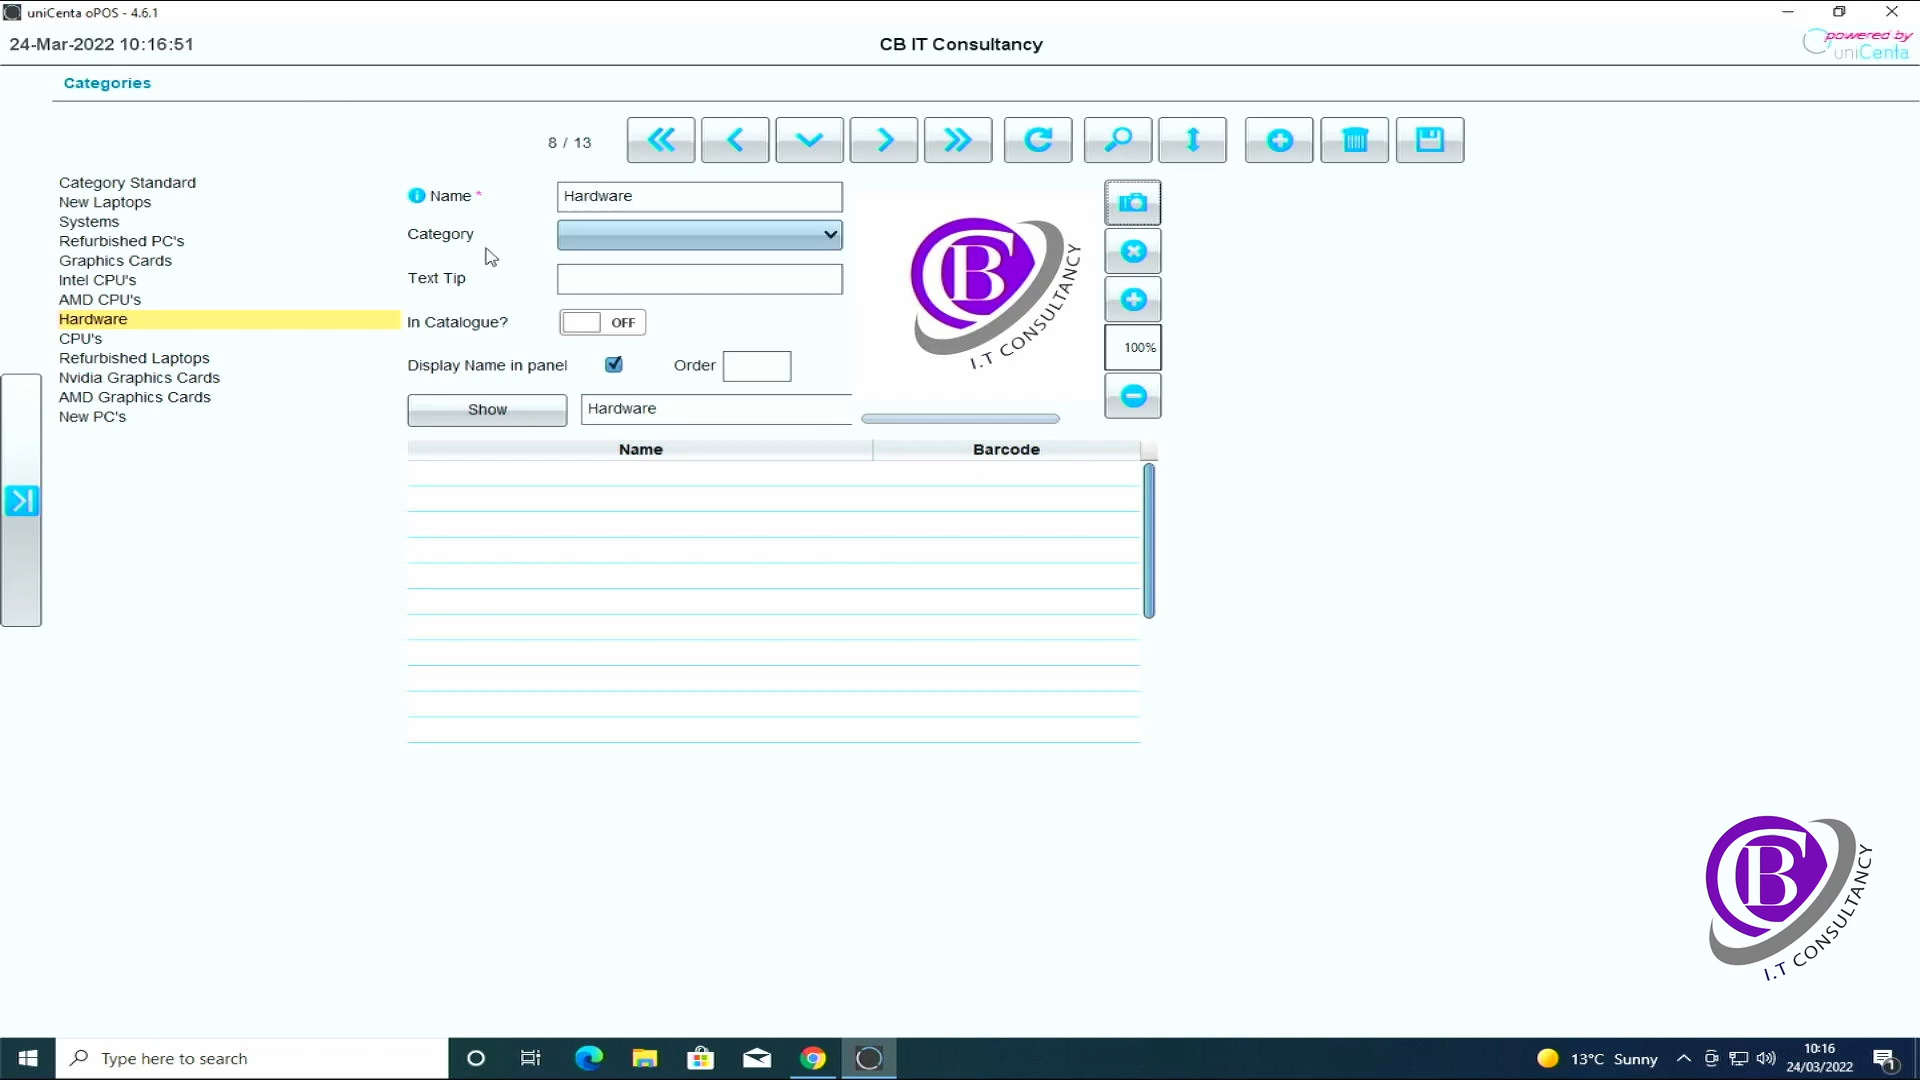 uniCenta oPOS - 4.6.1
24-Mar-2022 10:16:51
CB IT Consultancy
powered by
uniCenta
Categories
8 / 13
Category Standard
New Laptops
Systems
Refurbished PC's
Graphics Cards
Intel CPU's
AMD CPU's
Hardware
CPU's
Refurbished Laptops
Nvidia Graphics Cards
AMD Graphics Cards
New PC's
Name *
Hardware
Category
Text Tip
In Catalogue?
OFF
Display Name in panel
Order
Show
Hardware
CB
I.T CONSULTANCY
100%
Name
Barcode
CB
I.T CONSULTANCY
Type here to search
13°C Sunny
10:16
24/03/2022
1